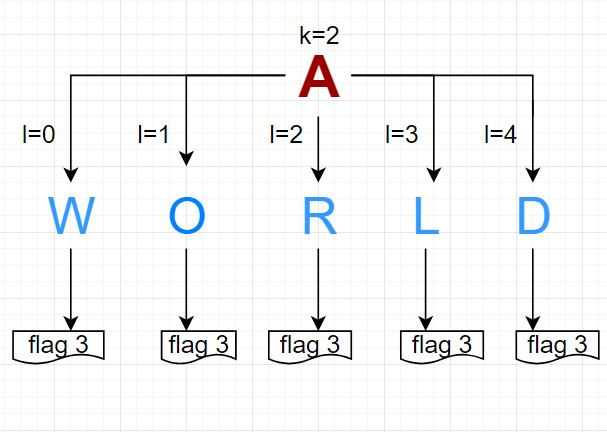 k=2
A
l=0 l=1 l=2 l=3 l=4
W O R L D
flag 3 flag 3 flag 3 flag 3 flag 3